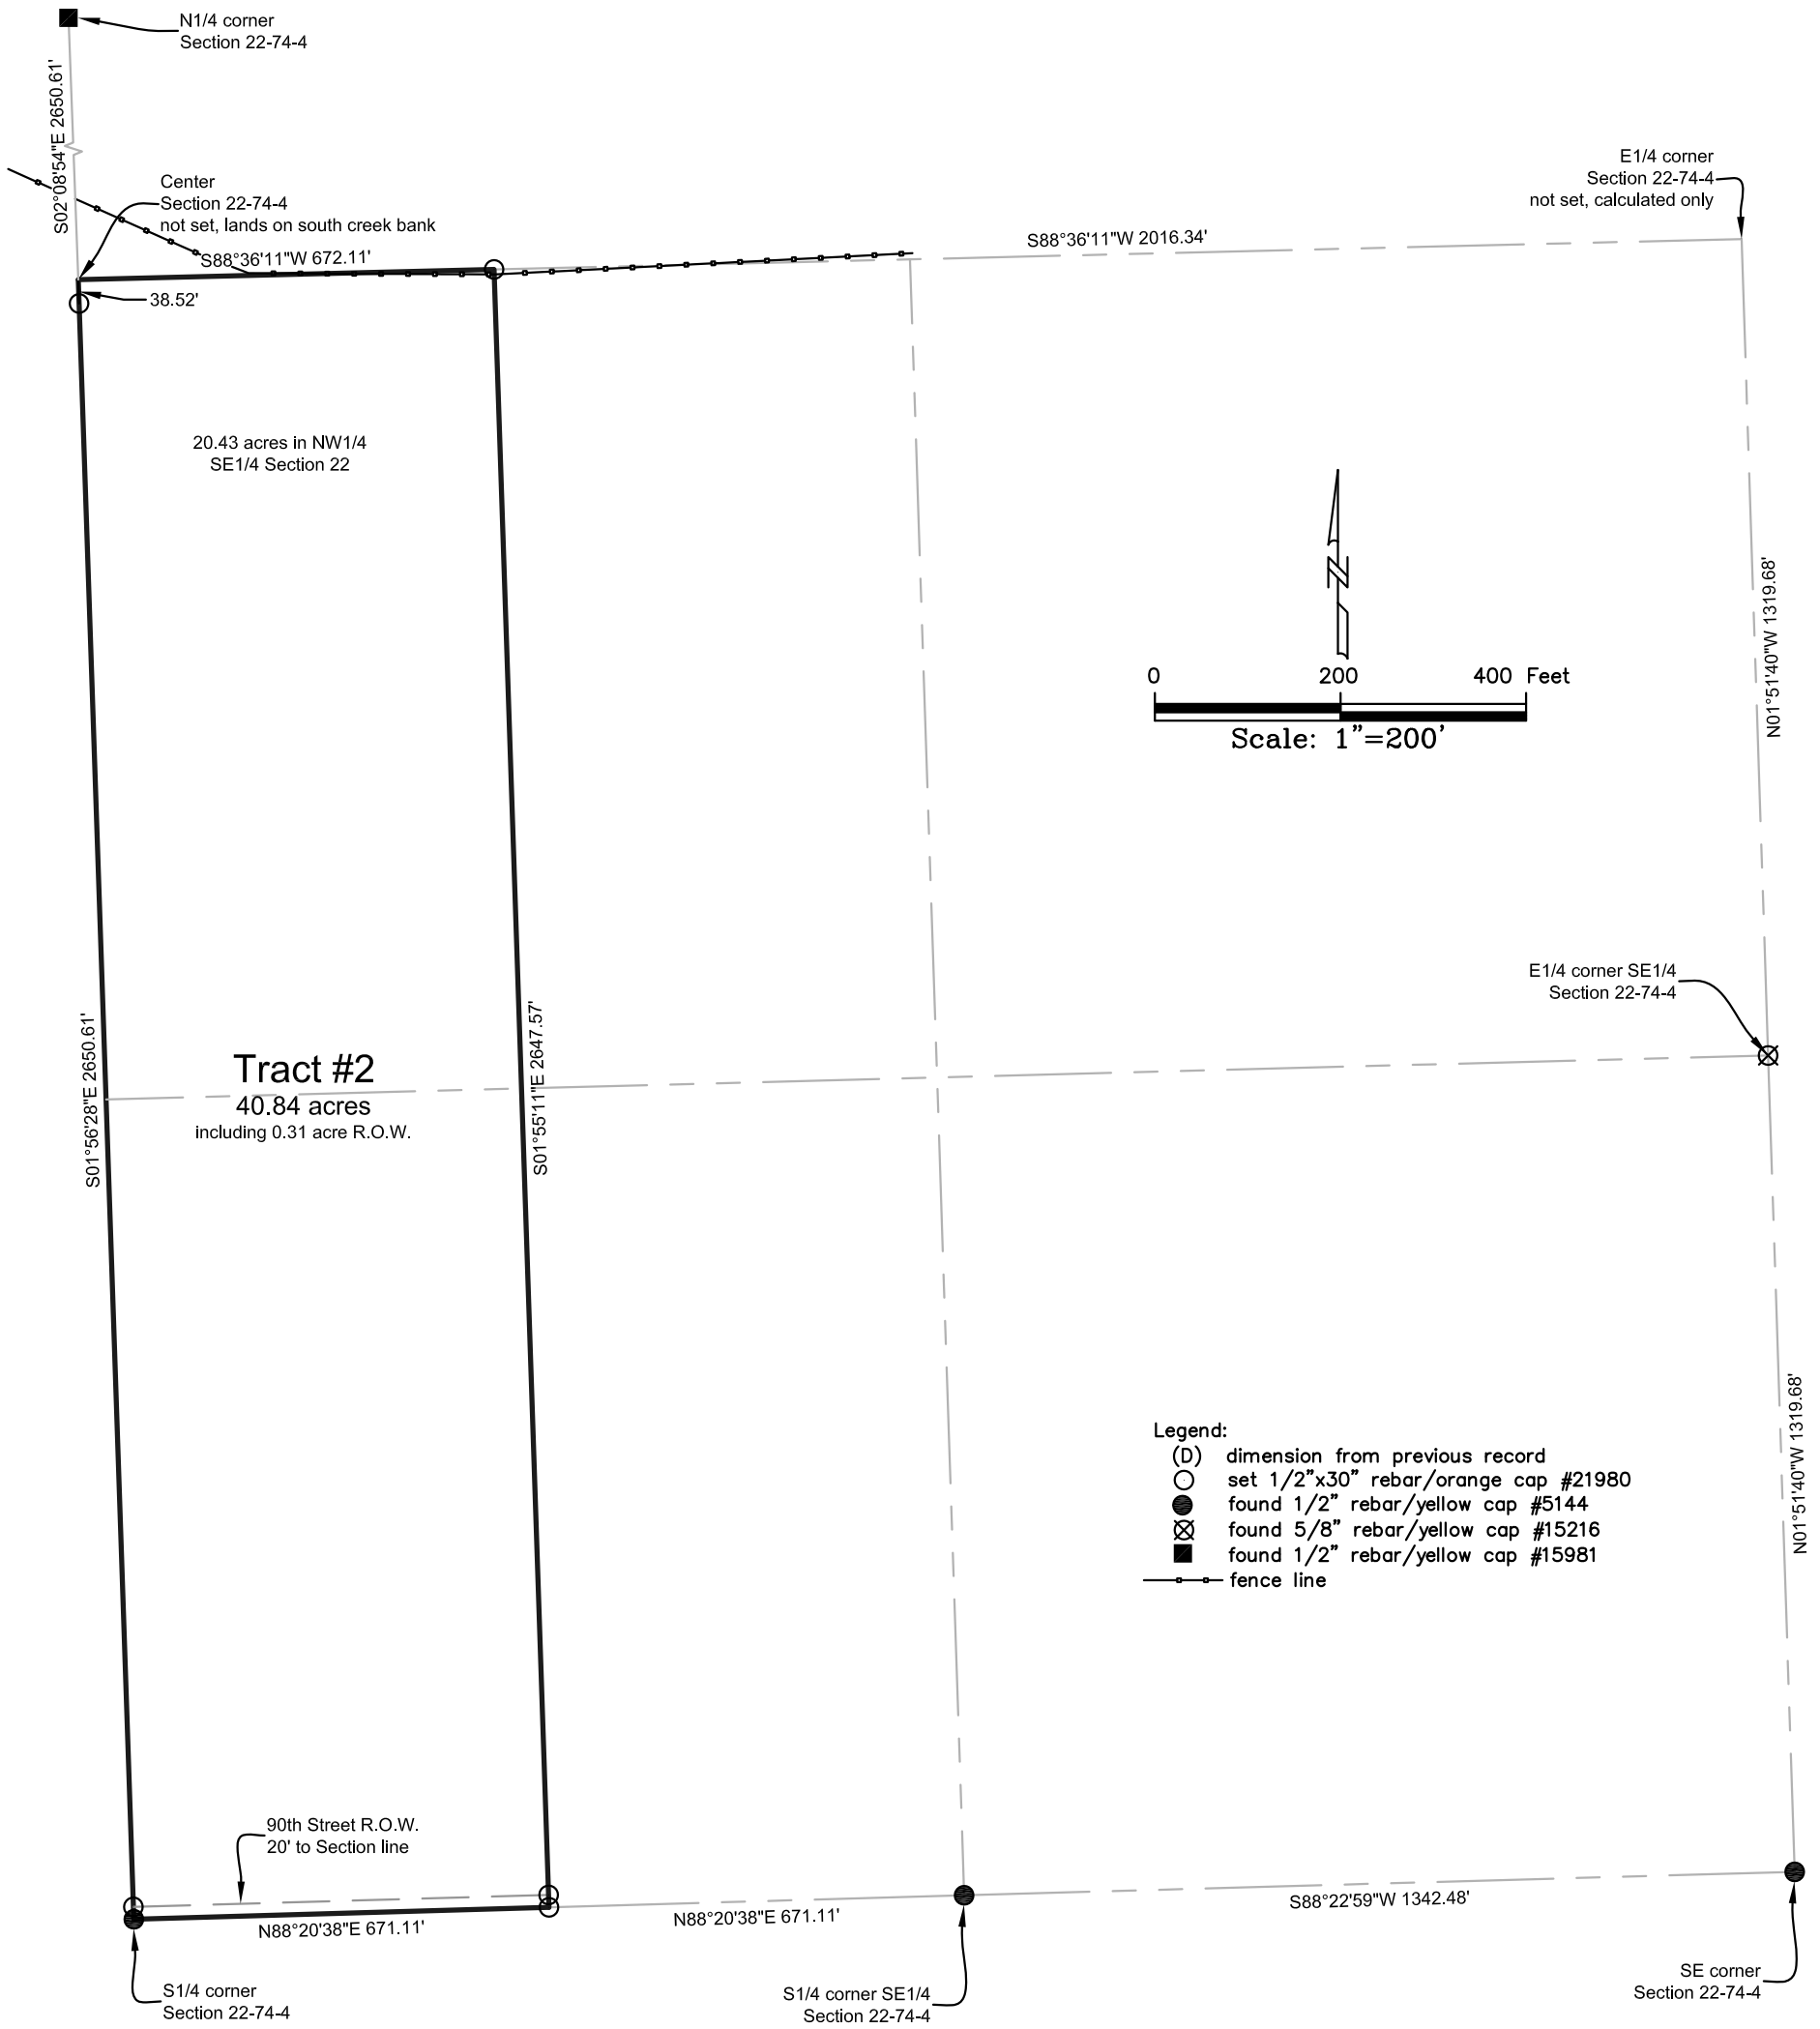 N1/4 corner
Section 22-74-4
S02°08'54"E 2650.61'
Center
Section 22-74-4
not set, lands on south creek bank
E1/4 corner
Section 22-74-4
not set, calculated only
S88°36'11"W 672.11'
S88°36'11"W 2016.34'
38.52'
20.43 acres in NW1/4
SE1/4 Section 22
N
0 200 400 Feet
Scale: 1"=200'
N01°51'40"W 1319.68'
E1/4 corner SE1/4
Section 22-74-4
S01°56'28"E 2650.61'
Tract #2
40.84 acres
including 0.31 acre R.O.W.
S01°55'11"E 2647.57'
Legend:
(D) dimension from previous record
set 1/2"x30" rebar/orange cap #21980
found 1/2" rebar/yellow cap #5144
found 5/8" rebar/yellow cap #15216
found 1/2" rebar/yellow cap #15981
fence line
N01°51'40"W 1319.68'
90th Street R.O.W.
20' to Section line
N88°20'38"E 671.11'
N88°20'38"E 671.11'
S88°22'59"W 1342.48'
S1/4 corner
Section 22-74-4
S1/4 corner SE1/4
Section 22-74-4
SE corner
Section 22-74-4